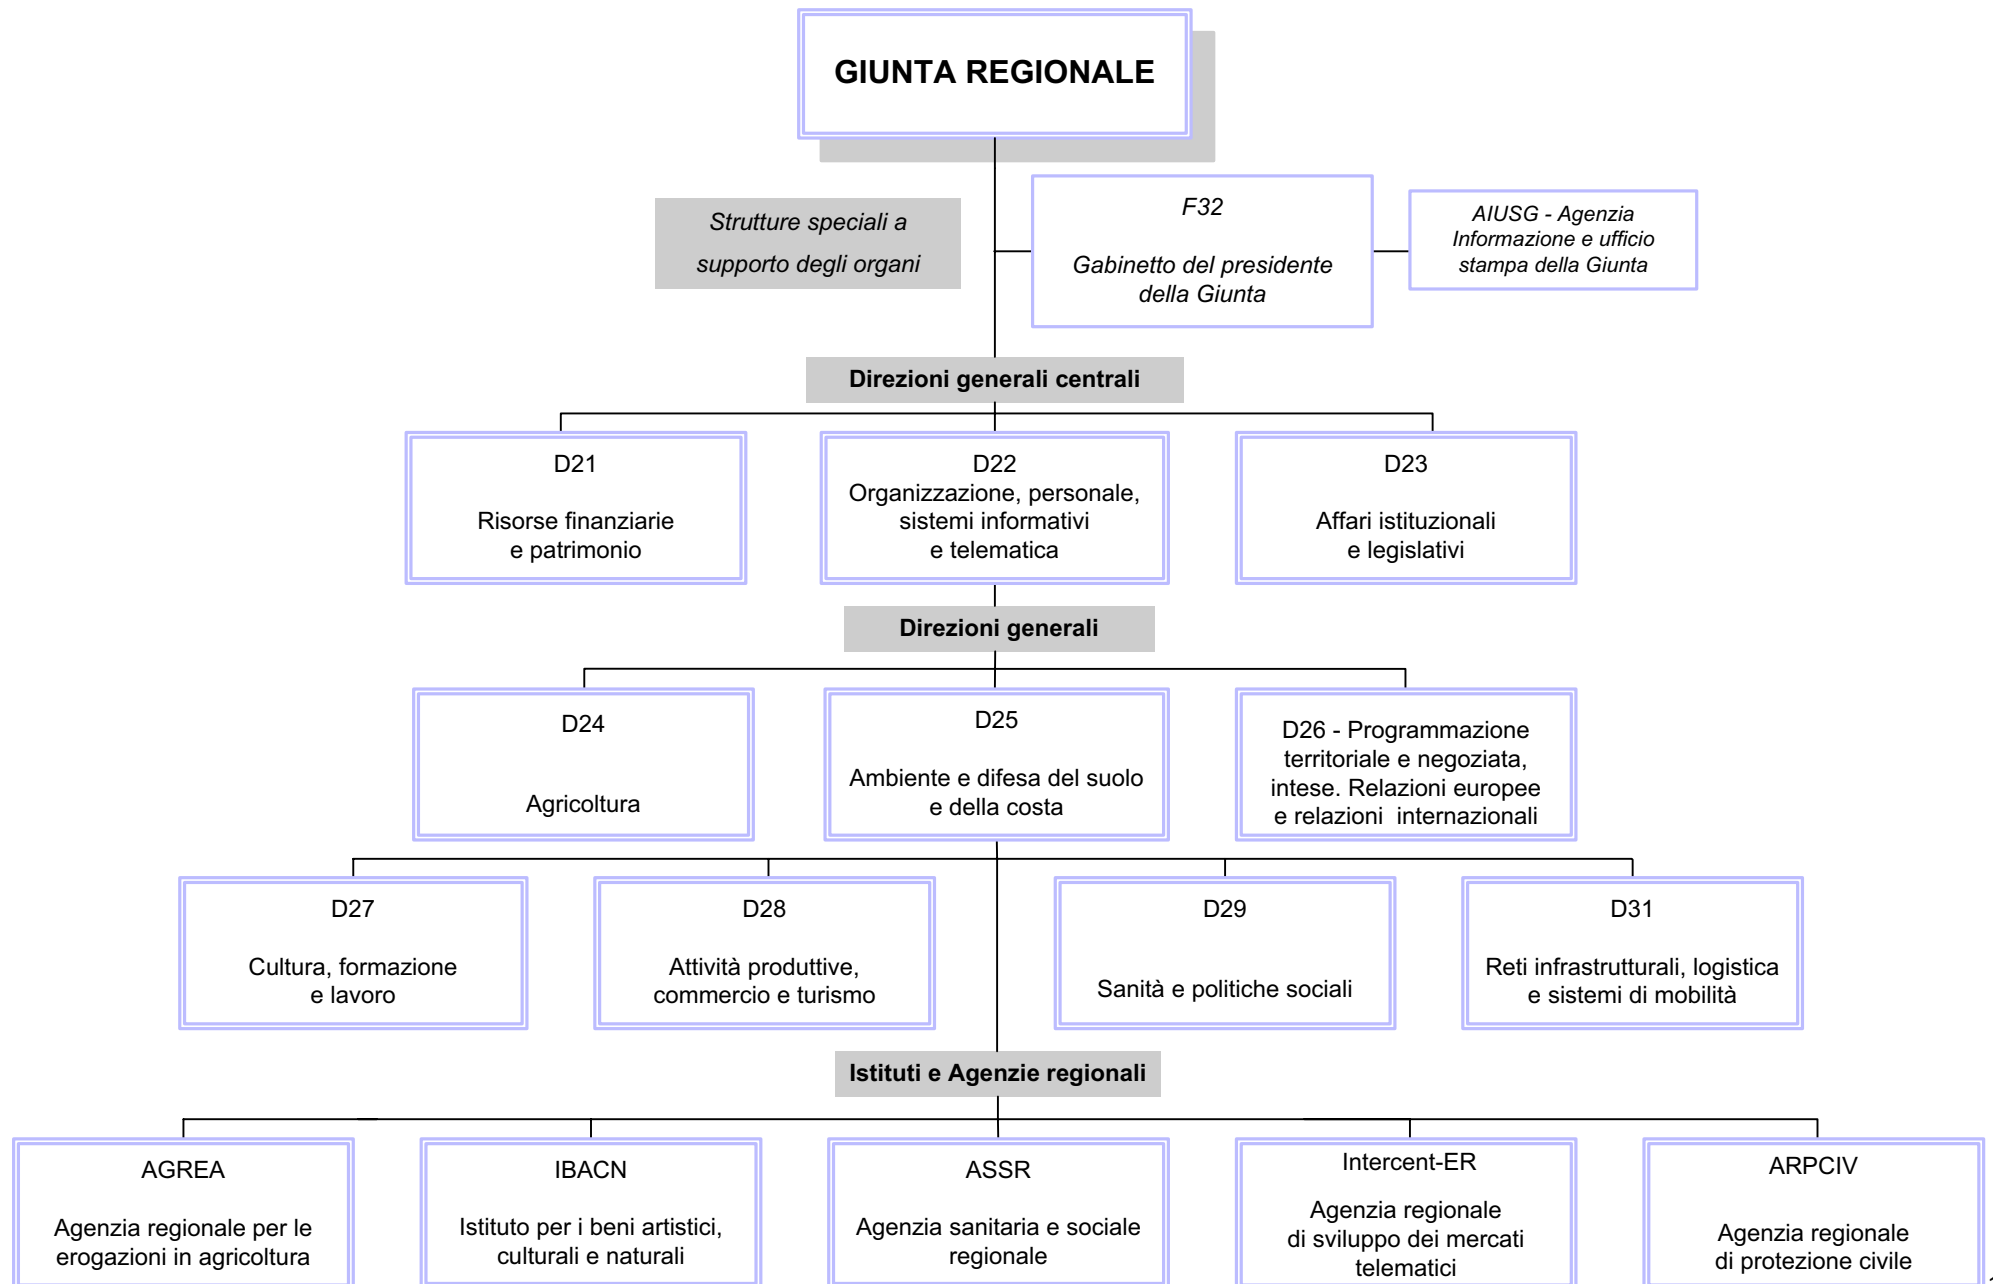 GIUNTA REGIONALE
Strutture speciali a
supporto degli organi
F32
Gabinetto del presidente
della Giunta
AIUSG - Agenzia
Informazione e ufficio
stampa della Giunta
Direzioni generali centrali
D21
Risorse finanziarie
e patrimonio
D22
Organizzazione, personale,
sistemi informativi
e telematica
D23
Affari istituzionali
e legislativi
Direzioni generali
D24
Agricoltura
D25
Ambiente e difesa del suolo
e della costa
D26 - Programmazione
territoriale e negoziata,
intese. Relazioni europee
e relazioni internazionali
D27
Cultura, formazione
e lavoro
D28
Attività produttive,
commercio e turismo
D29
Sanità e politiche sociali
D31
Reti infrastrutturali, logistica
e sistemi di mobilità
Istituti e Agenzie regionali
AGREA
Agenzia regionale per le
erogazioni in agricoltura
IBACN
Istituto per i beni artistici,
culturali e naturali
ASSR
Agenzia sanitaria e sociale
regionale
Intercent-ER
Agenzia regionale
di sviluppo dei mercati
telematici
ARPCIV
Agenzia regionale
di protezione civile